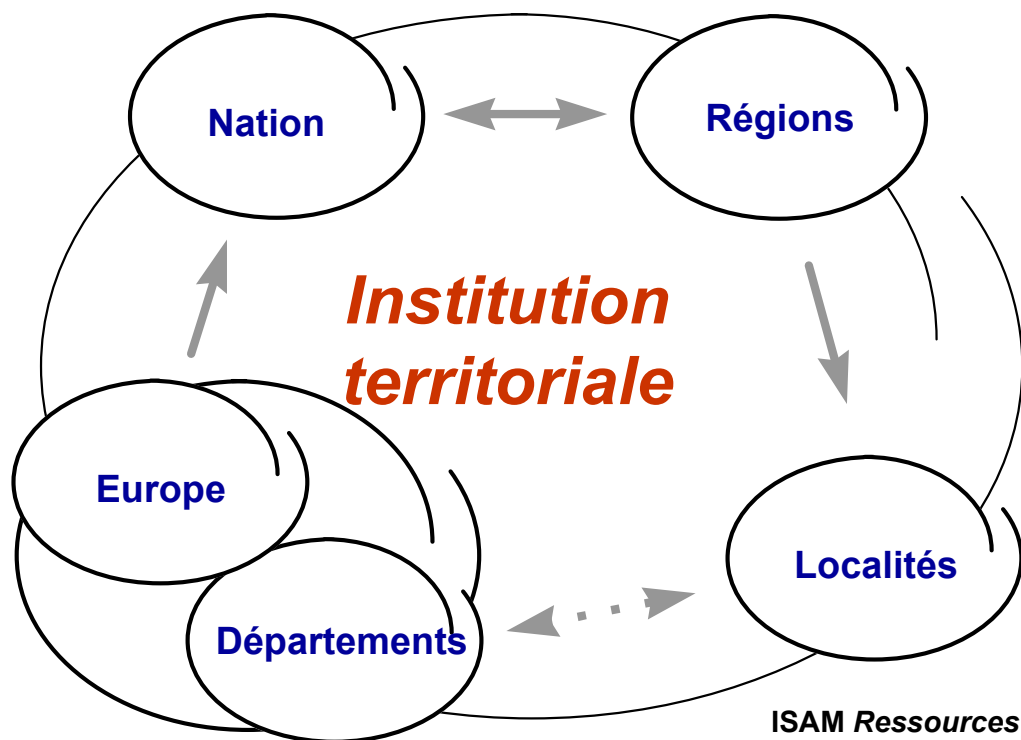 Nation
Régions
Institution
territoriale
Europe
Localités
Départements
ISAM Ressources